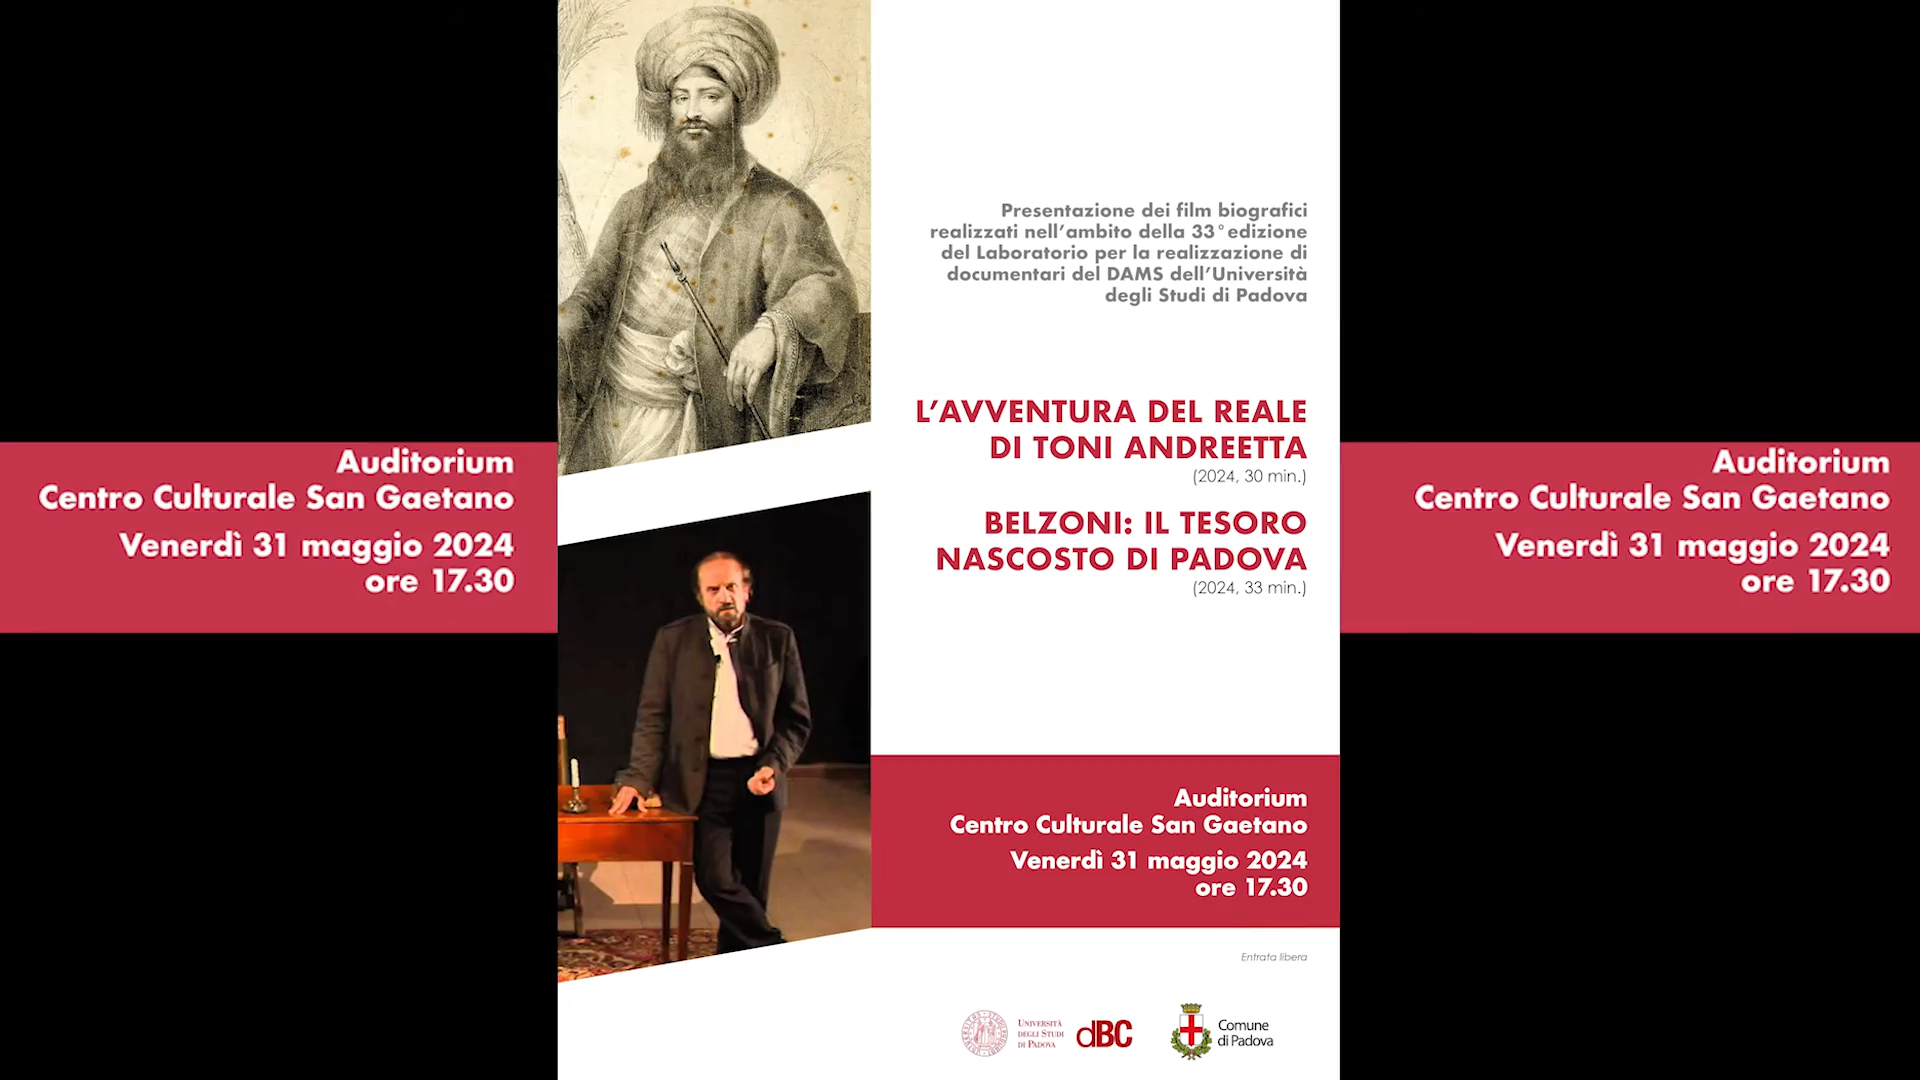 Presentazione dei film biografici
realizzati nell'ambito della 33°edizione
del Laboratorio per la realizzazione di
documentari del DAMS dell'Università
degli Studi di Padova
L'AVVENTURA DEL REALE
DI TONI ANDREETTA
(2024, 30 min.)
BELZONI: IL TESORO
NASCOSTO DI PADOVA
(2024, 33 min.)
Auditorium
Centro Culturale San Gaetano
Venerdì 31 maggio 2024
ore 17.30
Auditorium
Centro Culturale San Gaetano
Venerdì 31 maggio 2024
ore 17.30
Auditorium
Centro Culturale San Gaetano
Venerdì 31 maggio 2024
ore 17.30
Entrata libera
UNIVERSITÀ
DEGLI STUDI
DI PADOVA
dBC
Comune
di Padova